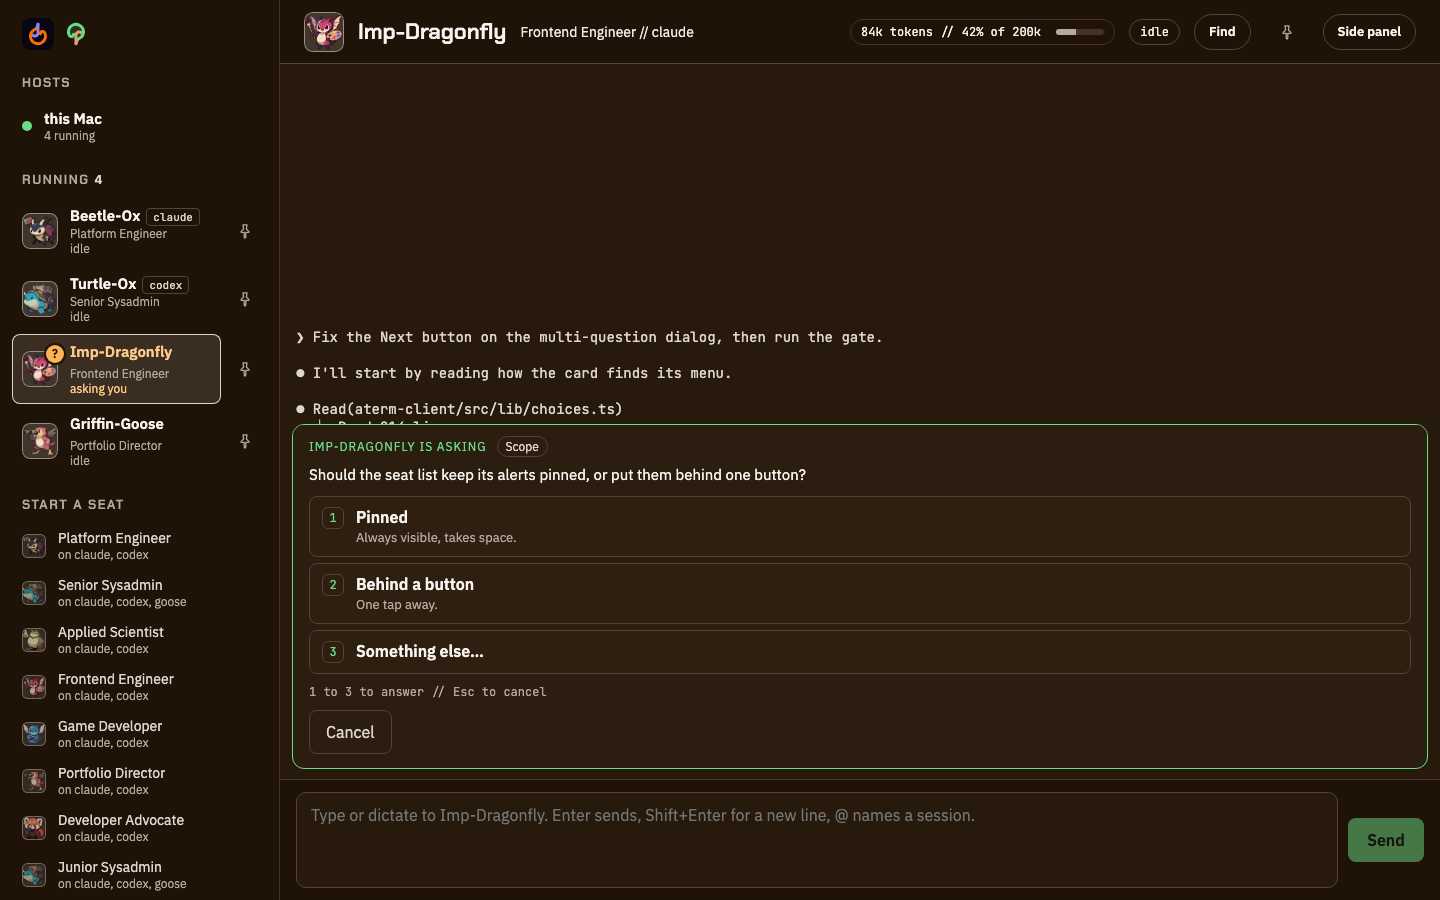 HOSTS
this Mac
4 running
RUNNING 4
Beetle-Ox claude
Platform Engineer
idle
Turtle-Ox codex
Senior Sysadmin
idle
?
Imp-Dragonfly
Frontend Engineer
asking you
Griffin-Goose
Portfolio Director
idle
START A SEAT
Platform Engineer
on claude, codex
Senior Sysadmin
on claude, codex, goose
Applied Scientist
on claude, codex
Frontend Engineer
on claude, codex
Game Developer
on claude, codex
Portfolio Director
on claude, codex
Developer Advocate
on claude, codex
Junior Sysadmin
on claude, codex, goose
Imp-Dragonfly Frontend Engineer // claude
84k tokens // 42% of 200k
idle
Find
Side panel
❯ Fix the Next button on the multi-question dialog, then run the gate.
● I'll start by reading how the card finds its menu.
● Read(aterm-client/src/lib/choices.ts)
IMP-DRAGONFLY IS ASKING Scope
Should the seat list keep its alerts pinned, or put them behind one button?
1 Pinned
Always visible, takes space.
2 Behind a button
One tap away.
3 Something else...
1 to 3 to answer // Esc to cancel
Cancel
Type or dictate to Imp-Dragonfly. Enter sends, Shift+Enter for a new line, @ names a session.
Send